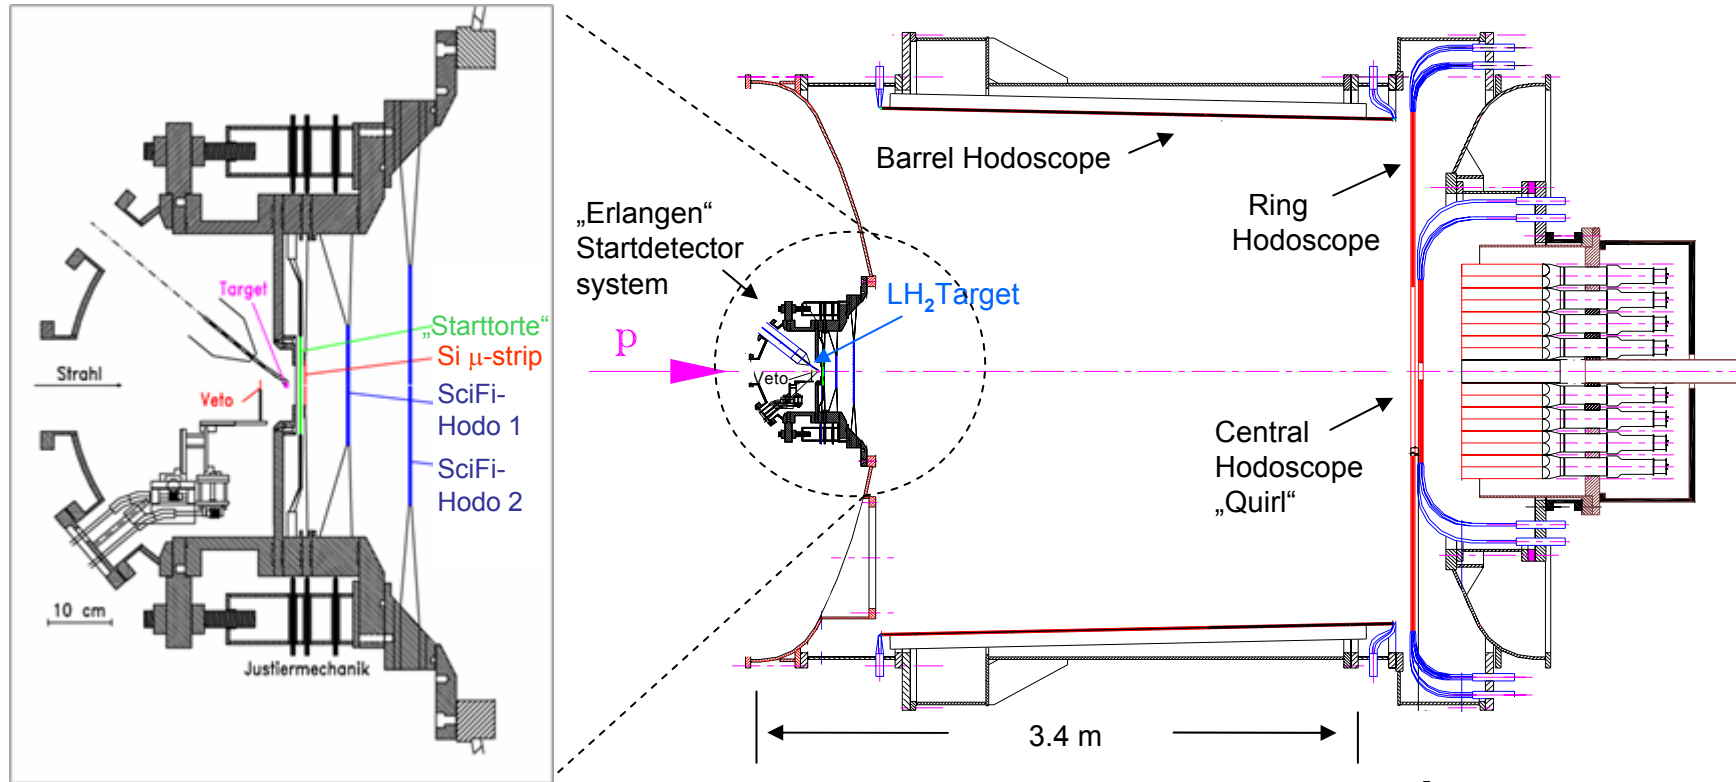 Target
„Starttorte“
Si μ-strip
Strahl
Veto
SciFi-
Hodo 1
SciFi-
Hodo 2
10 cm
Justiermechanik
Barrel Hodoscope
Ring
Hodoscope
„Erlangen“
Startdetector
system
LH₂Target
p
Veto
Central
Hodoscope
„Quirl“
3.4 m